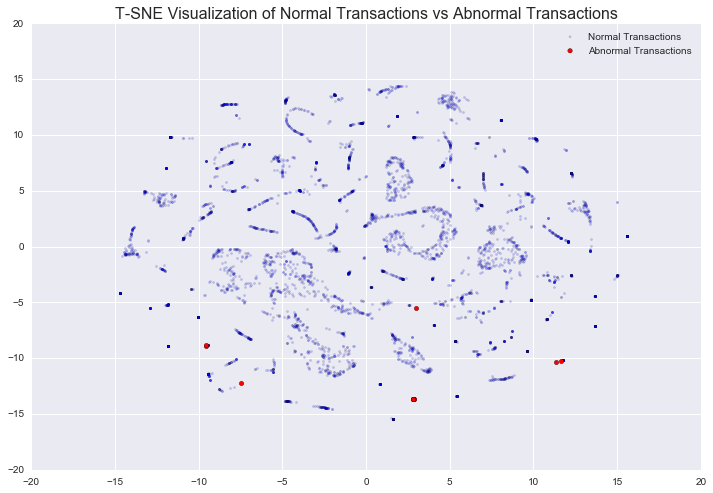 T-SNE Visualization of Normal Transactions vs Abnormal Transactions
Normal Transactions
Abnormal Transactions
20
15
10
5
0
−5
−10
−15
−20
−20 −15 −10 −5 0 5 10 15 20